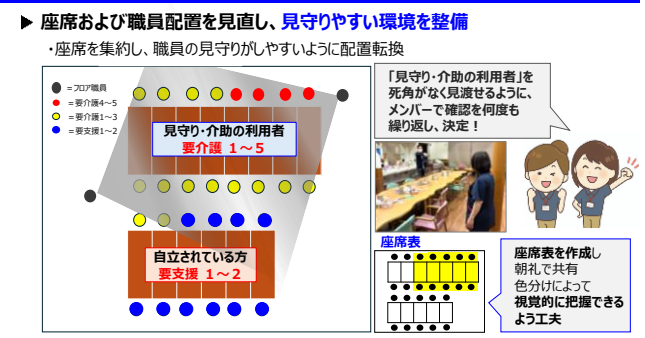 ▶ 座席および職員配置を見直し、見守りやすい環境を整備
・座席を集約し、職員の見守りがしやすいように配置転換
=フロア職員
=要介護4～5
=要介護1～3
=要支援1～2
見守り・介助の利用者
要介護 1～5
自立されている方
要支援 1～2
「見守り・介助の利用者」を
死角がなく見渡せるように、
メンバーで確認を何度も
繰り返し、決定！
座席表
座席表を作成し
朝礼で共有
色分けによって
視覚的に把握できる
よう工夫